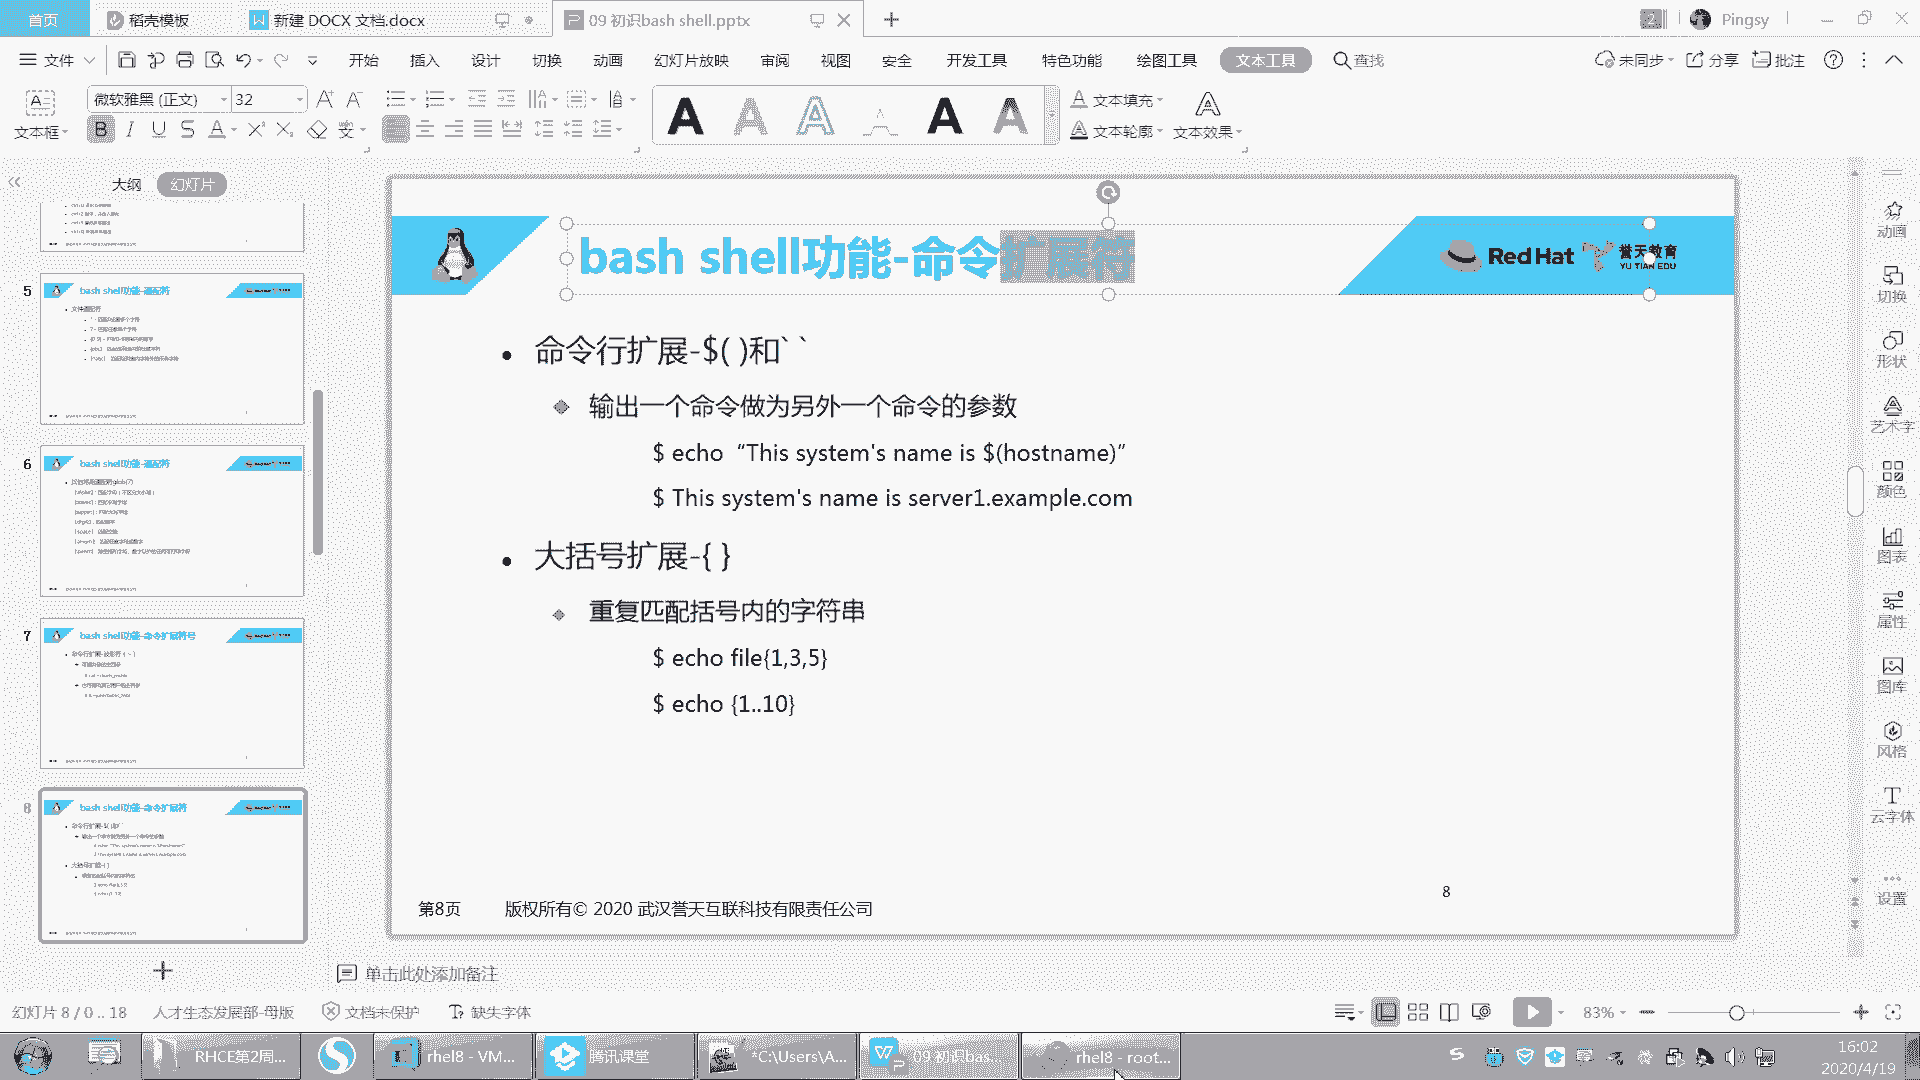 首页
稻壳模板
新建 DOCX 文档.docx
09 初识bash shell.pptx
Pingsy
文件
开始
插入
设计
切换
动画
幻灯片放映
审阅
视图
安全
开发工具
特色功能
绘图工具
文本工具
查找
未同步
分享
批注
文本框
微软雅黑 (正文)
32
文本填充
文本轮廓
文本效果
大纲
幻灯片
5
bash shell功能-通配符
6
bash shell功能-通配符
7
bash shell功能-命令扩展符号
8
bash shell功能-命令扩展符
bash shell功能-命令扩展符
Red Hat
誉天教育
YU TIAN EDU
命令行扩展-$( )和` `
输出一个命令做为另外一个命令的参数
$ echo “This system's name is $(hostname)”
$ This system's name is server1.example.com
大括号扩展-{ }
重复匹配括号内的字符串
$ echo file{1,3,5}
$ echo {1..10}
8
第8页
版权所有© 2020 武汉誉天互联科技有限责任公司
动画
切换
形状
艺术字
颜色
图表
属性
图库
风格
云字体
设置
单击此处添加备注
幻灯片 8 / 0 .. 18
人才生态发展部-母版
文档未保护
缺失字体
83%
RHCE第2周...
rhel8 - VM...
腾讯课堂
*C:\Users\A...
09 初识bas...
rhel8 - root...
16:02
2020/4/19